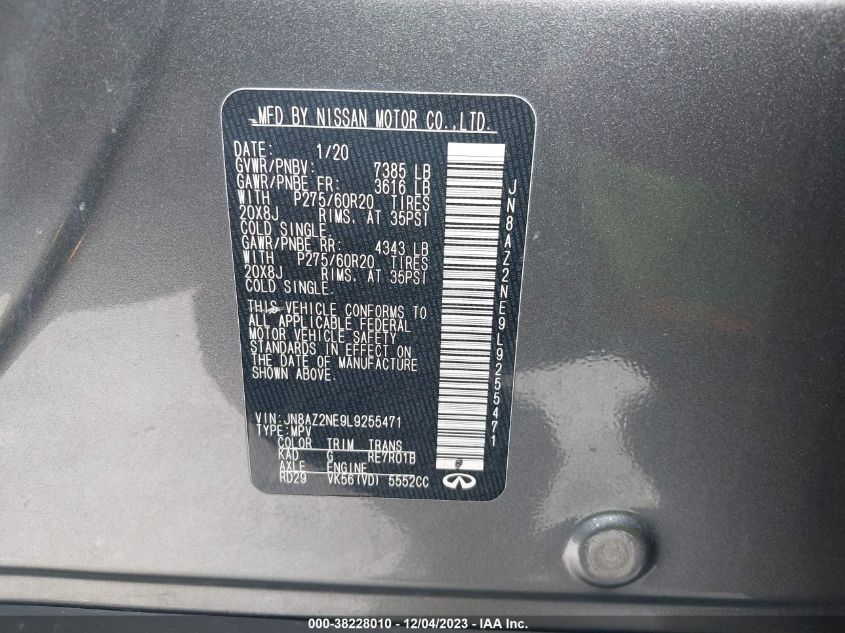 MFD BY NISSAN MOTOR CO.,LTD.
DATE: 1/20
GVWR/PNBV: 7385 LB
GAWR/PNBE FR: 3616 LB
WITH P275/60R20 TIRES
20X8J RIMS, AT 35PSI
COLD SINGLE.
GAWR/PNBE RR: 4343 LB
WITH P275/60R20 TIRES
20X8J RIMS, AT 35PSI
COLD SINGLE.
THIS VEHICLE CONFORMS TO
ALL APPLICABLE FEDERAL
MOTOR VEHICLE SAFETY
STANDARDS IN EFFECT ON
THE DATE OF MANUFACTURE
SHOWN ABOVE.
VIN:JN8AZ2NE9L9255471
TYPE:MPV
COLOR TRIM TRANS
KAD G RE7R01B
AXLE ENGINE
RD29 VK56(VD) 5552CC
JN8AZ2NE9L9255471
000-38228010 - 12/04/2023 - IAA Inc.